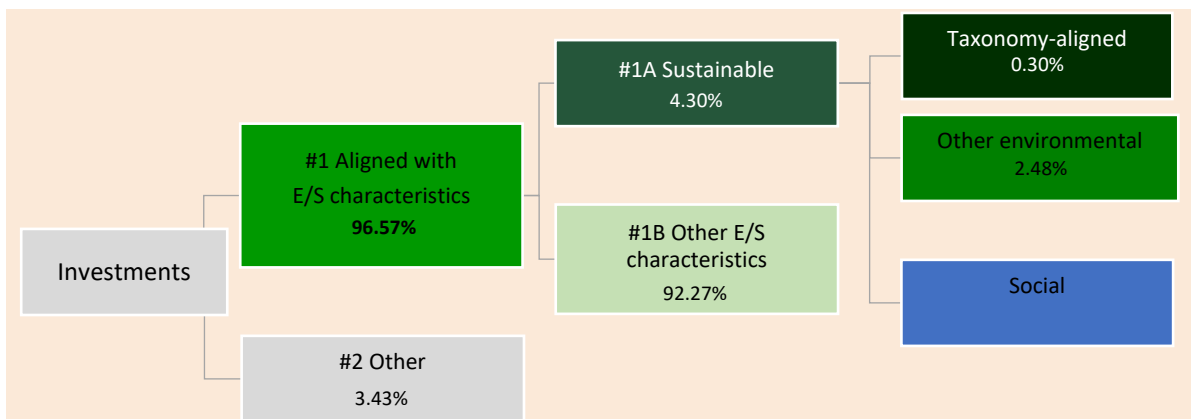 Investments
#1 Aligned with
E/S characteristics
96.57%
#2 Other
3.43%
#1A Sustainable
4.30%
#1B Other E/S
characteristics
92.27%
Taxonomy-aligned
0.30%
Other environmental
2.48%
Social